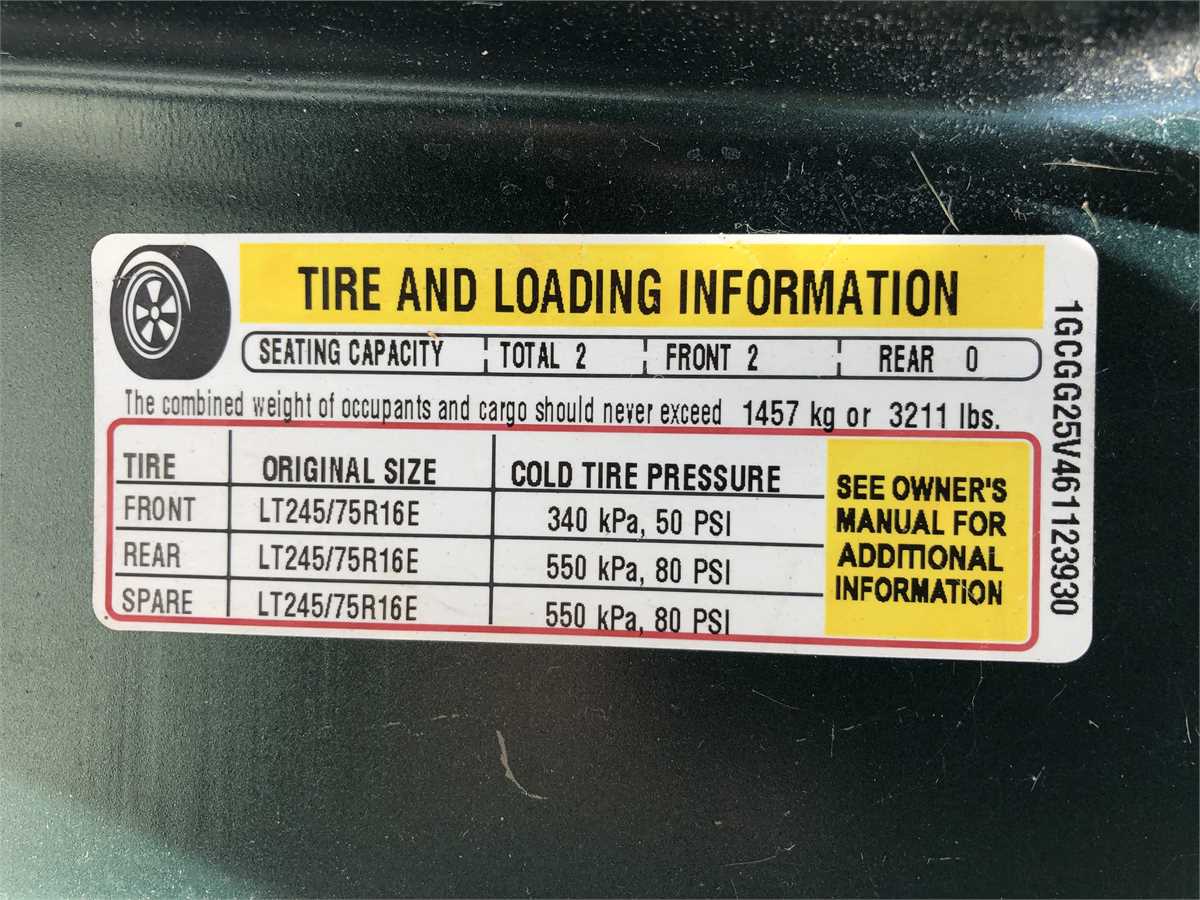 TIRE AND LOADING INFORMATION
SEATING CAPACITY TOTAL 2 FRONT 2 REAR 0
The combined weight of occupants and cargo should never exceed 1457 kg or 3211 lbs.
TIRE ORIGINAL SIZE COLD TIRE PRESSURE
FRONT LT245/75R16E 340 kPa, 50 PSI
REAR LT245/75R16E 550 kPa, 80 PSI
SPARE LT245/75R16E 550 kPa, 80 PSI
SEE OWNER'S
MANUAL FOR
ADDITIONAL
INFORMATION
1GCGG25V461123930